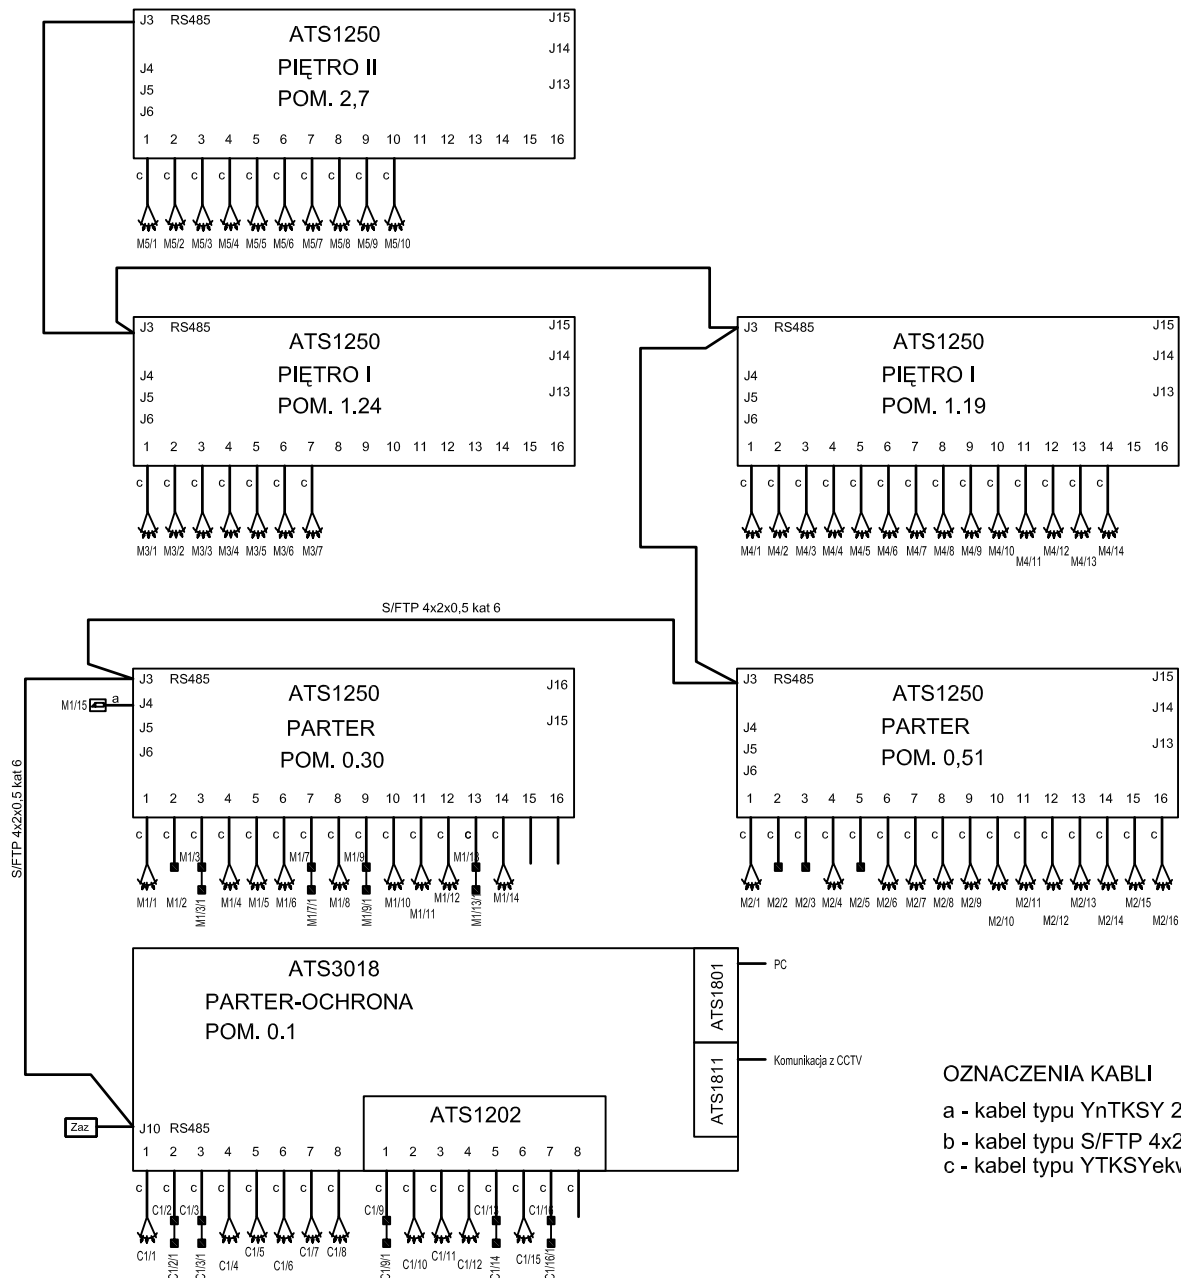 J3 RS485 J15
ATS1250
J14
PIĘTRO II
J4
J13
J5
POM. 2,7
J6
1 2 3 4 5 6 7 8 9 10 11 12 13 14 15 16
c c c c c c c c c c
M5/1 M5/2 M5/3 M5/4 M5/5 M5/6 M5/7 M5/8 M5/9 M5/10
J3 RS485 J15
ATS1250
J14
PIĘTRO I
J4
J13
J5
POM. 1.24
J6
1 2 3 4 5 6 7 8 9 10 11 12 13 14 15 16
c c c c c c c
M3/1 M3/2 M3/3 M3/4 M3/5 M3/6 M3/7
J3 RS485 J15
ATS1250
J14
PIĘTRO I
J4
J13
J5
POM. 1.19
J6
1 2 3 4 5 6 7 8 9 10 11 12 13 14 15 16
c c c c c c c c c c c c c c
M4/1 M4/2 M4/3 M4/4 M4/5 M4/6 M4/7 M4/8 M4/9 M4/10 M4/12 M4/14
M4/11 M4/13
S/FTP 4x2x0,5 kat 6
S/FTP 4x2x0,5 kat 6
J3 RS485 J16
ATS1250
M1/15 a J4
J15
PARTER
J5
J6
POM. 0.30
1 2 3 4 5 6 7 8 9 10 11 12 13 14 15 16
c c c c c c c c c c c c c c
M1/3 M1/7 M1/9 M1/13
M1/1 M1/2 M1/3/1 M1/4 M1/5 M1/6 M1/7/1 M1/8 M1/9/1 M1/10 M1/12 M1/14
M1/11
J3 RS485 J15
ATS1250
J14
PARTER
J4
J13
J5
POM. 0,51
J6
1 2 3 4 5 6 7 8 9 10 11 12 13 14 15 16
c c c c c c c c c c c c c c c c
M2/1 M2/2 M2/3 M2/4 M2/5 M2/6 M2/7 M2/8 M2/9 M2/11 M2/13 M2/15
M2/10 M2/12 M2/14 M2/16
ATS3018
PARTER-OCHRONA
POM. 0.1
ATS1801
PC
ATS1811
Komunikacja z CCTV
Zaz
J10 RS485
ATS1202
1 2 3 4 5 6 7 8
1 2 3 4 5 6 7 8
c c c c c c c c
c c c c c c c c
C1/2 C1/3 C1/9 C1/13 C1/16
C1/1 C1/2/1 C1/3/1 C1/4 C1/5 C1/6 C1/7 C1/8
C1/9/1 C1/10 C1/11 C1/12 C1/14 C1/15 C1/16/1
OZNACZENIA KABLI
a - kabel typu YnTKSY 2
b - kabel typu S/FTP 4x2
c - kabel typu YTKSYekw